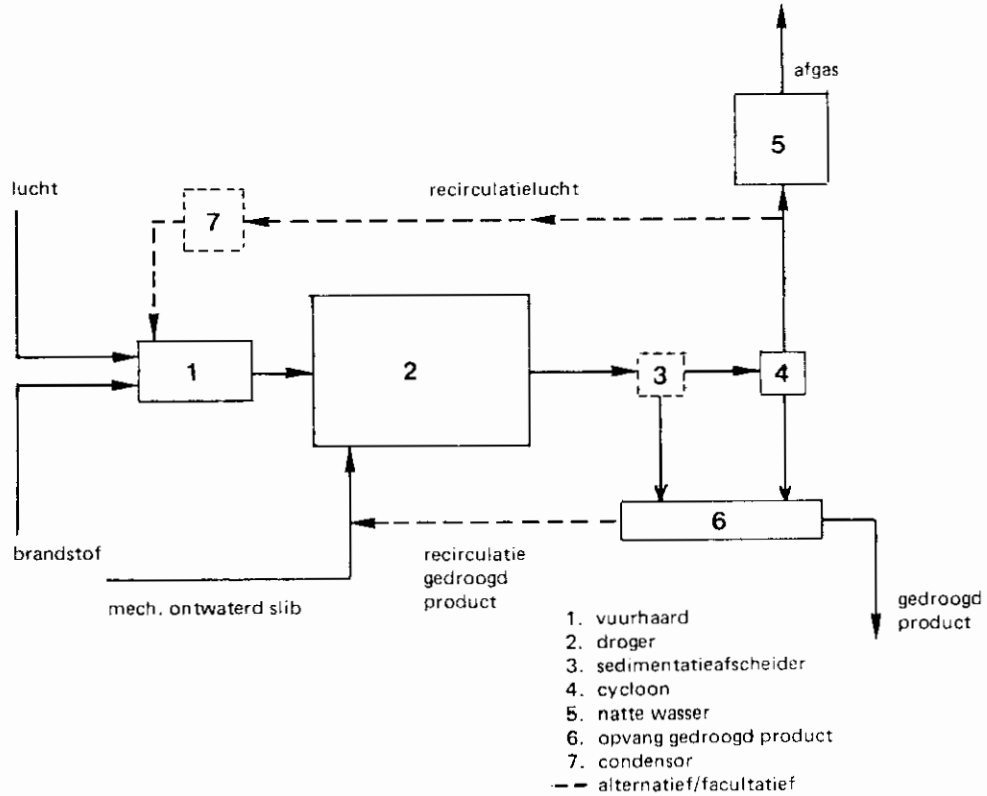 afgas
5
lucht
recirculatielucht
7
1
2
3
4
6
brandstof
recirculatie
gedroogd
product
mech. ontwaterd slib
gedroogd
product
1. vuurhaard
2. droger
3. sedimentatieafscheider
4. cycloon
5. natte wasser
6. opvang gedroogd product
7. condensor
--- alternatief/facultatief